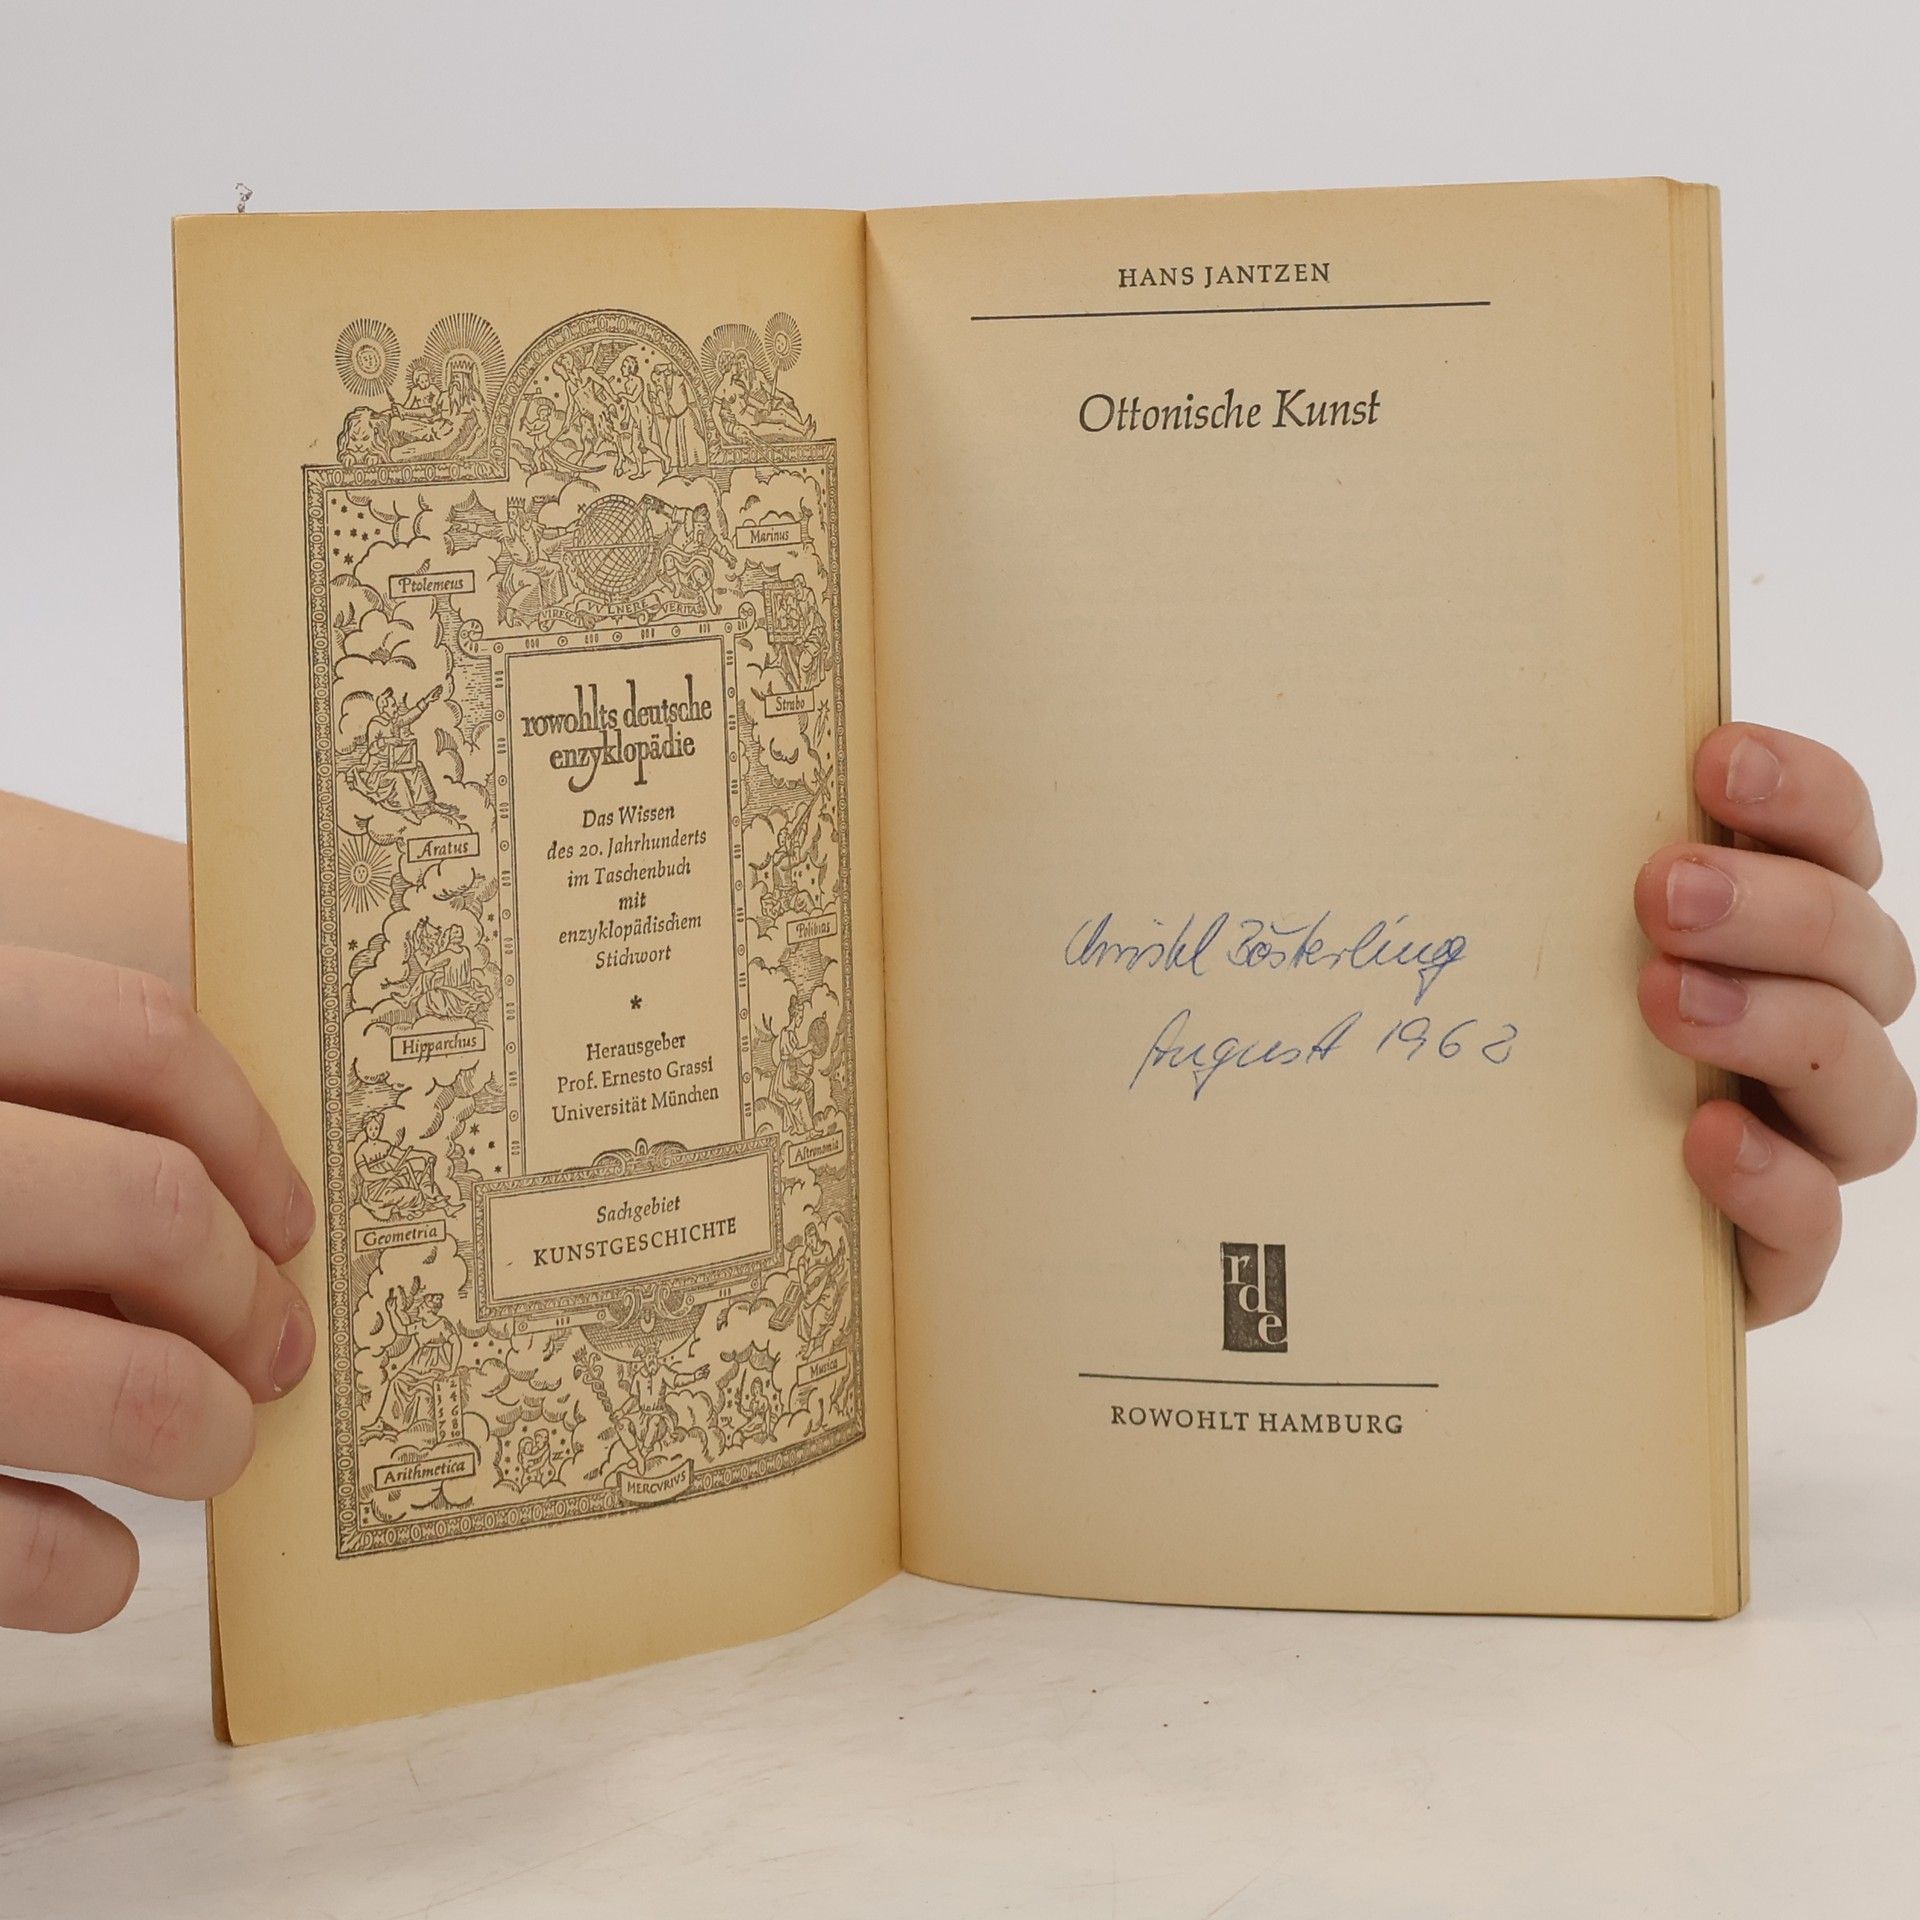 Marinus
Ptolemeus
VIRESCIT VVLNERE VERITAS
Strabo
rowohlts deutsche
enzyklopädie
Das Wissen
des 20. Jahrhunderts
im Taschenbuch
mit
enzyklopädischem
Stichwort
*
Herausgeber
Prof. Ernesto Grassi
Universität München
Aratus
Polibius
Hipparchus
Astronomia
Geometria
Sachgebiet
KUNSTGESCHICHTE
Musica
Arithmetica
MERCVRIVS
HANS JANTZEN
Ottonische Kunst
Christel
August 1962
rde
ROWOHLT HAMBURG